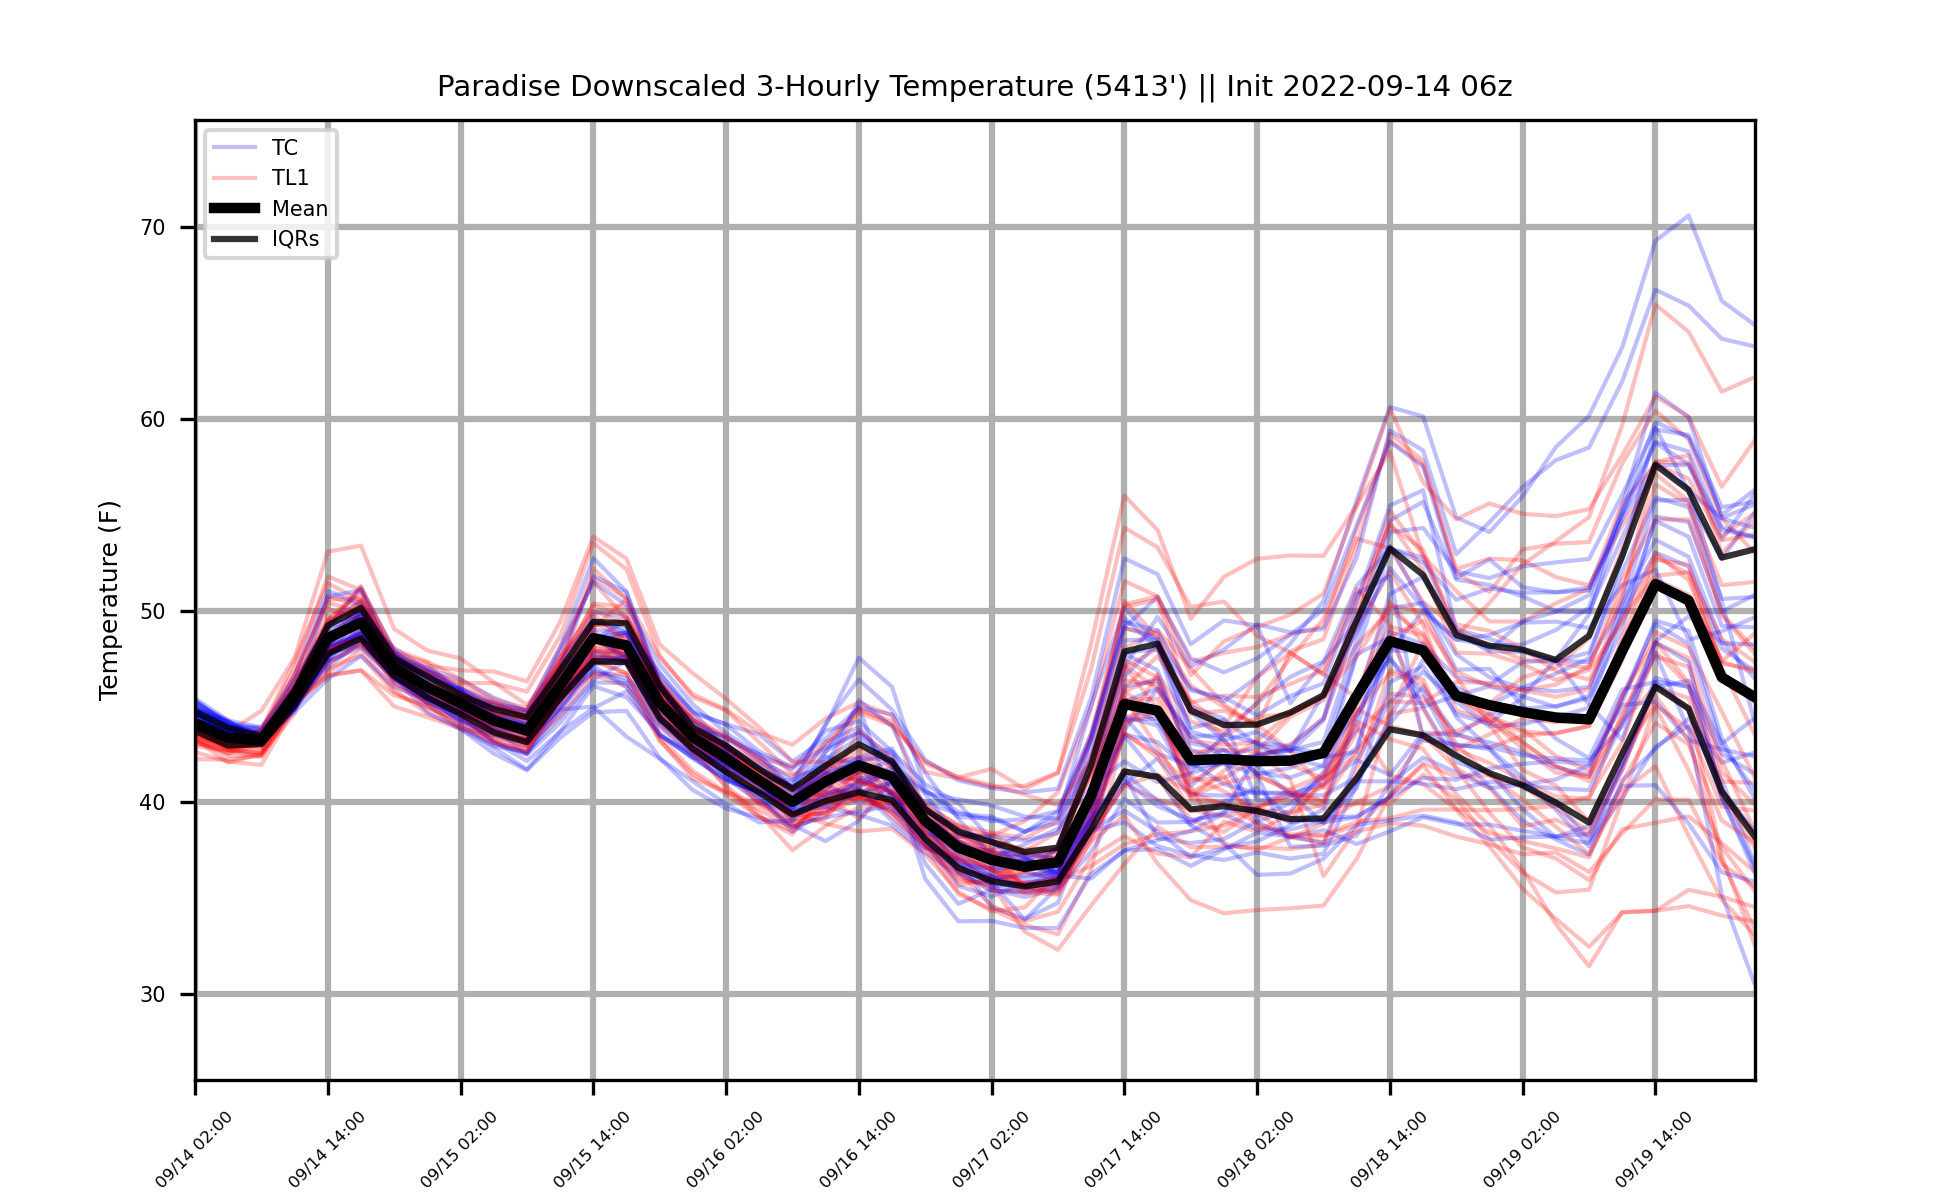 Paradise Downscaled 3-Hourly Temperature (5413') || Init 2022-09-14 06z
TC
TL1
Mean
IQRs
Temperature (F)
70
60
50
40
30
09/14 02:00
09/14 14:00
09/15 02:00
09/15 14:00
09/16 02:00
09/16 14:00
09/17 02:00
09/17 14:00
09/18 02:00
09/18 14:00
09/19 02:00
09/19 14:00